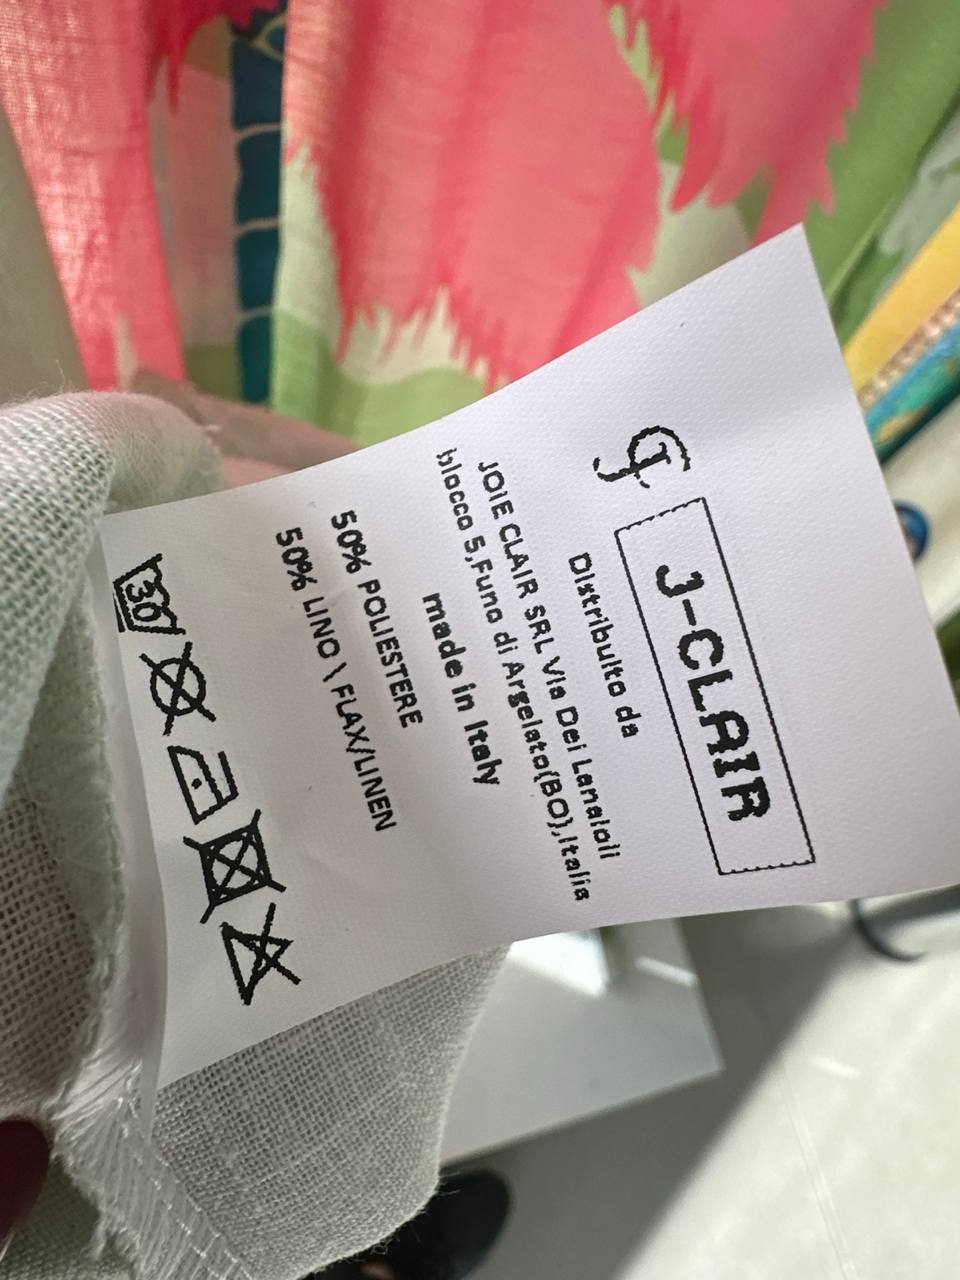 J-CLAIR
Distribuito da
JOIE CLAIR SRL Via Dei Lanaioli
blocco 5,Funo di Argelato(BO),Italia
made in Italy
50% POLIESTERE
50% LINO \ FLAX/LINEN
30